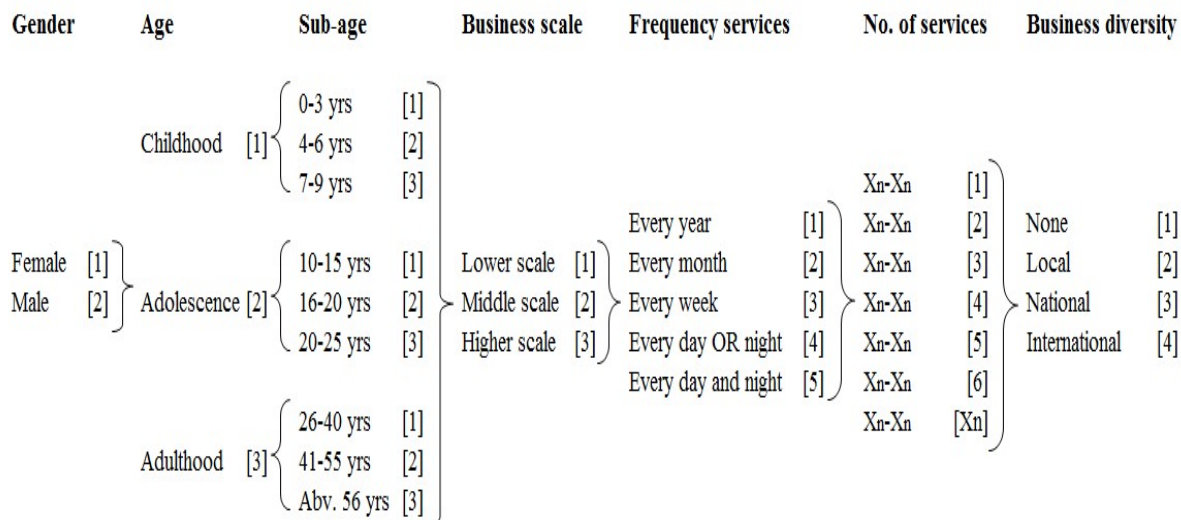 Gender Age Sub-age Business scale Frequency services No. of services Business diversity
0-3 yrs [1]
Childhood [1] 4-6 yrs [2]
7-9 yrs [3] Xn-Xn [1]
Every year [1] Xn-Xn [2] None [1]
Female [1] 10-15 yrs [1] Lower scale [1] Every month [2] Xn-Xn [3] Local [2]
Male [2] Adolescence [2] 16-20 yrs [2] Middle scale [2] Every week [3] Xn-Xn [4] National [3]
20-25 yrs [3] Higher scale [3] Every day OR night [4] Xn-Xn [5] International [4]
Every day and night [5] Xn-Xn [6]
26-40 yrs [1] Xn-Xn [Xn]
Adulthood [3] 41-55 yrs [2]
Abv. 56 yrs [3]